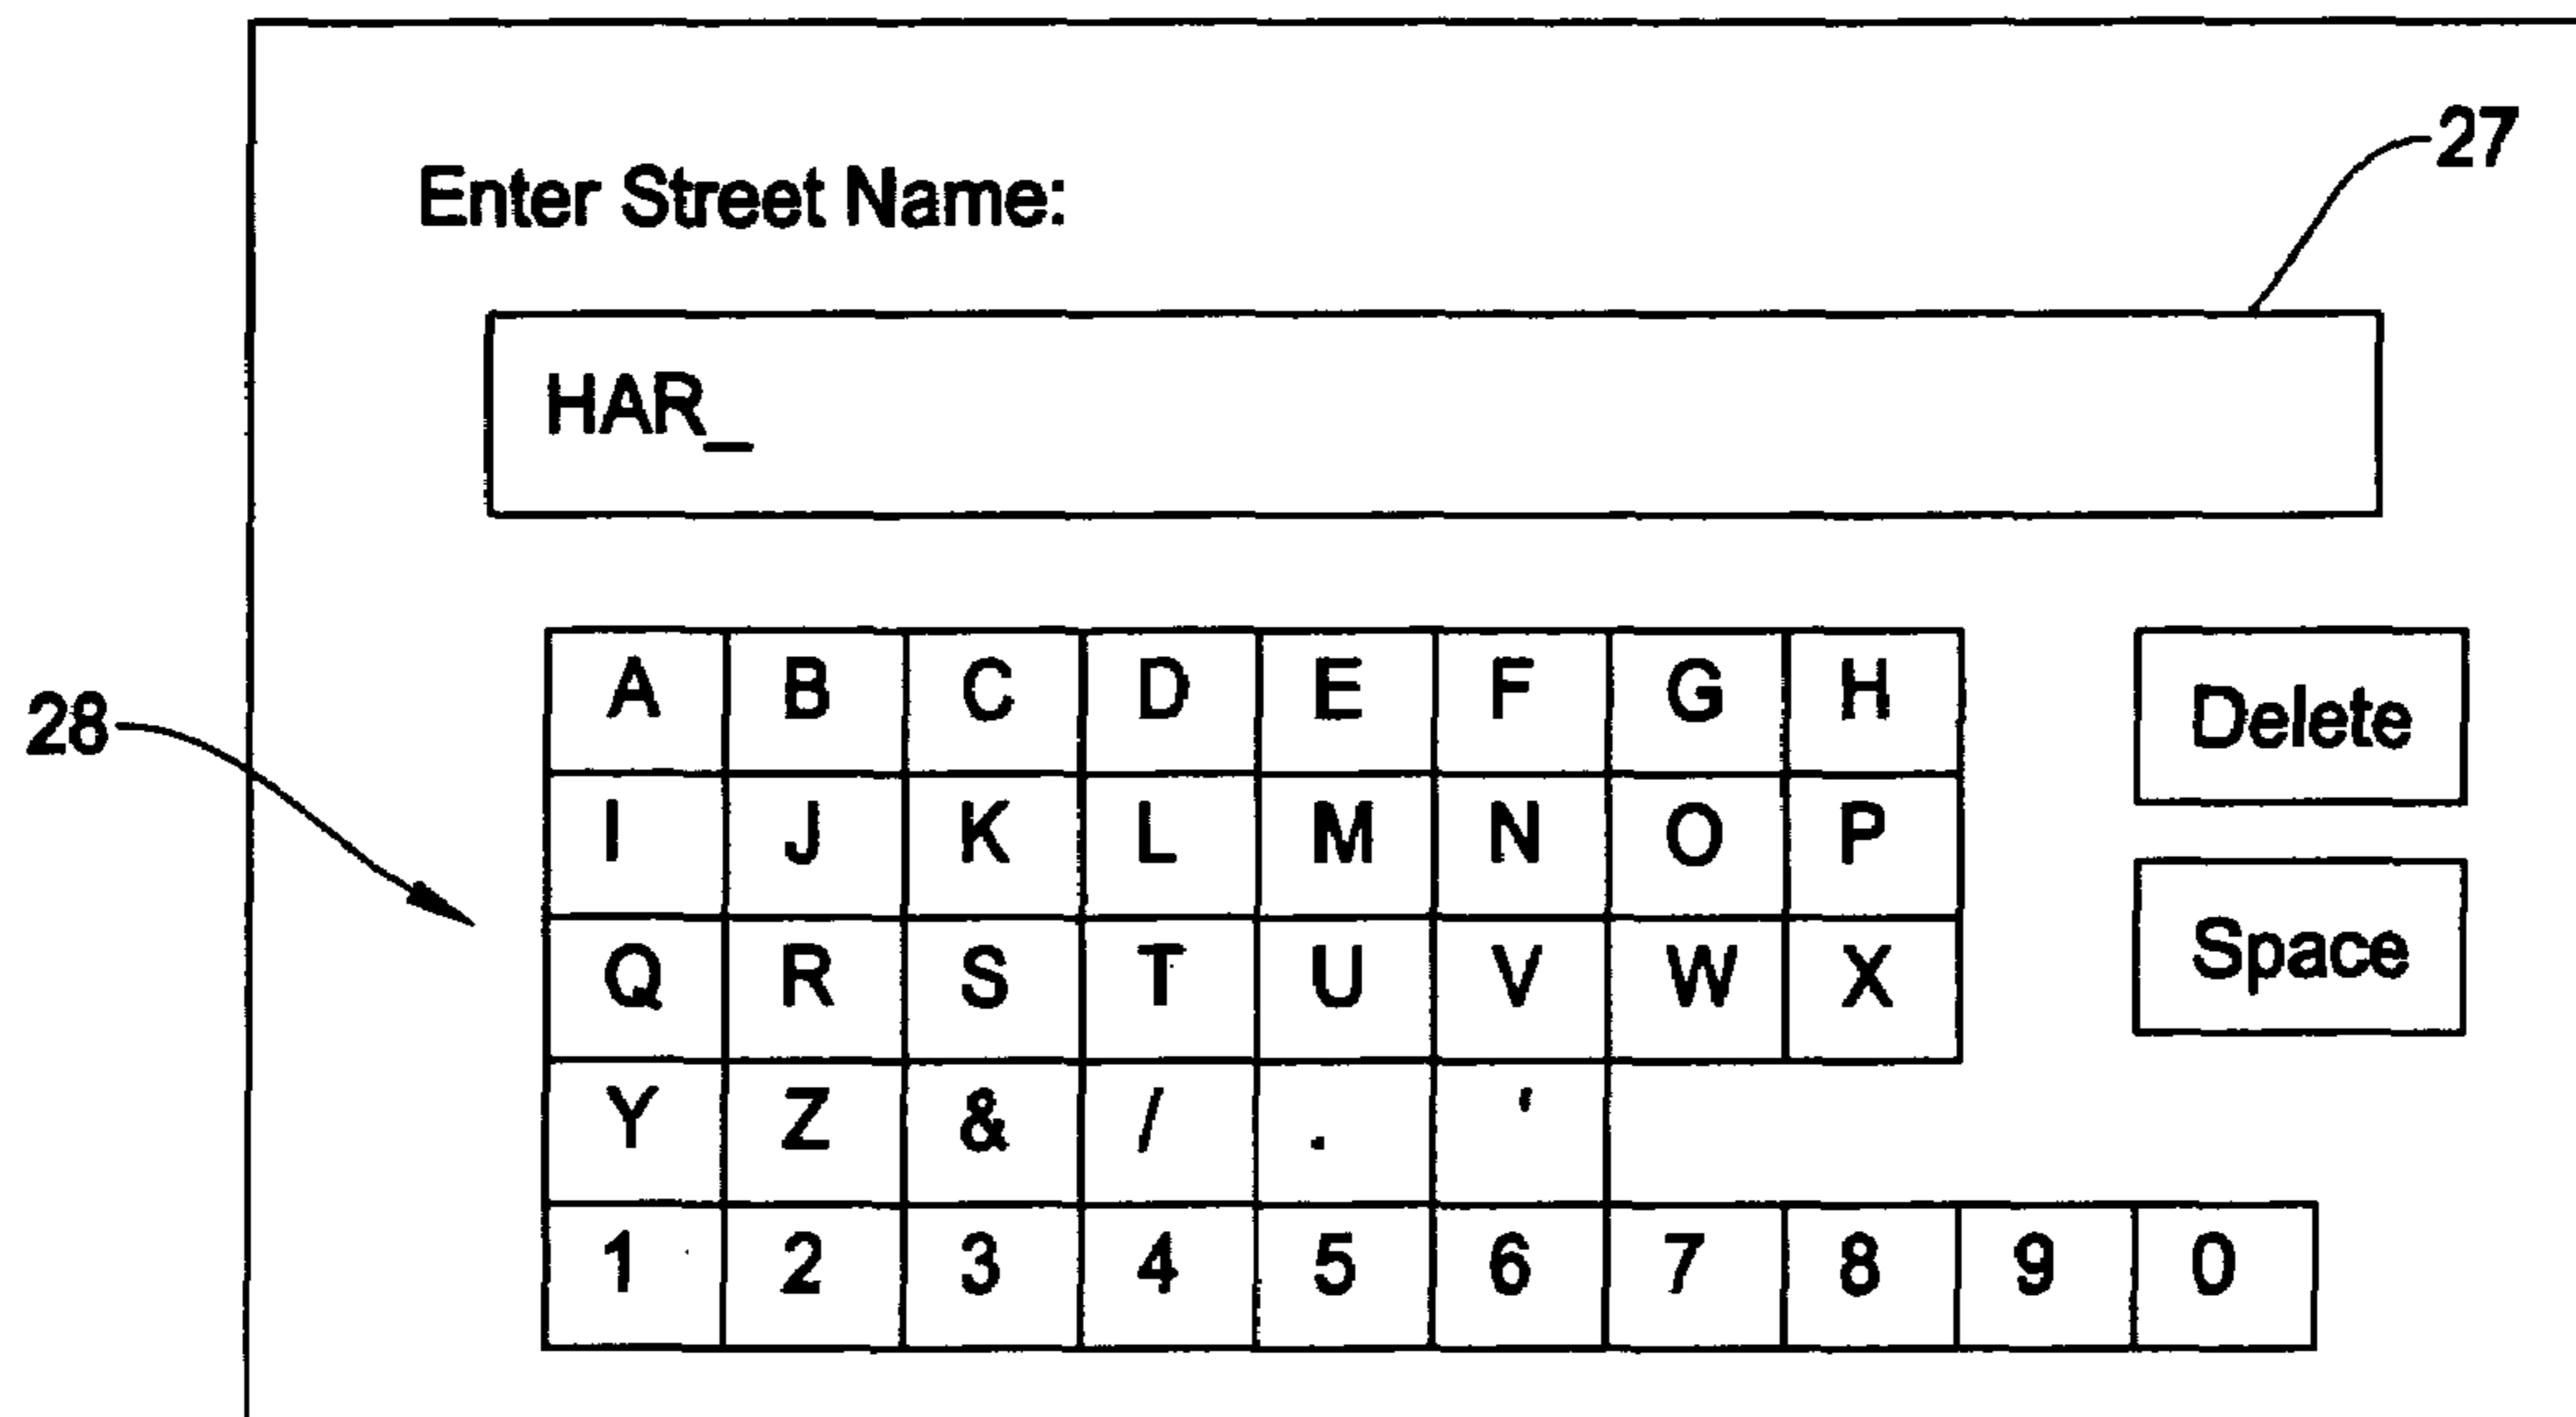 27
Enter Street Name:
HAR_
A B C D E F G H Delete
28
I J K L M N O P
Q R S T U V W X Space
Y Z & / . '
1 2 3 4 5 6 7 8 9 0